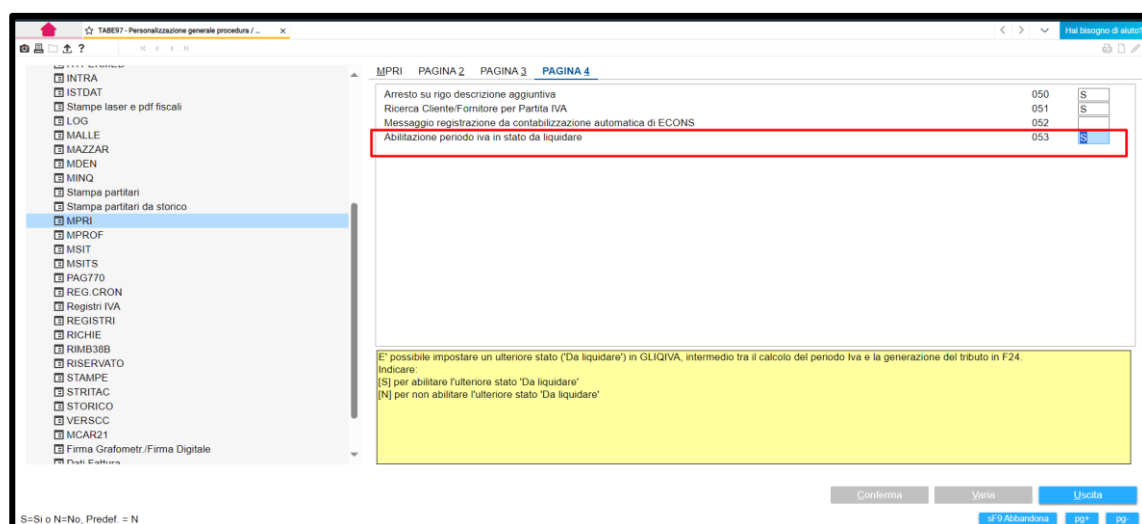 TABE97 - Personalizzazione generale procedura / ...
Hai bisogno di aiuto?
INTRA
ISTDAT
Stampe laser e pdf fiscali
LOG
MALLE
MAZZAR
MDEN
MINQ
Stampa partitari
Stampa partitari da storico
MPRI
MPROF
MSIT
MSITS
PAG770
REG.CRON
Registri IVA
REGISTRI
RICHIE
RIMB38B
RISERVATO
STAMPE
STRITAC
STORICO
VERSCC
MCAR21
Firma Grafometr./Firma Digitale
Dati Fattura
MPRI PAGINA 2 PAGINA 3 PAGINA 4
Arresto su rigo descrizione aggiuntiva 050 S
Ricerca Cliente/Fornitore per Partita IVA 051 S
Messaggio registrazione da contabilizzazione automatica di ECONS 052
Abilitazione periodo iva in stato da liquidare 053 S
E' possibile impostare un ulteriore stato ('Da liquidare') in GLIQIVA, intermedio tra il calcolo del periodo Iva e la generazione del tributo in F24.
Indicare:
[S] per abilitare l'ulteriore stato 'Da liquidare'
[N] per non abilitare l'ulteriore stato 'Da liquidare'
Conferma Varia Uscita
S=Si o N=No, Predef. = N
sF9 Abbandona pg+ pg-